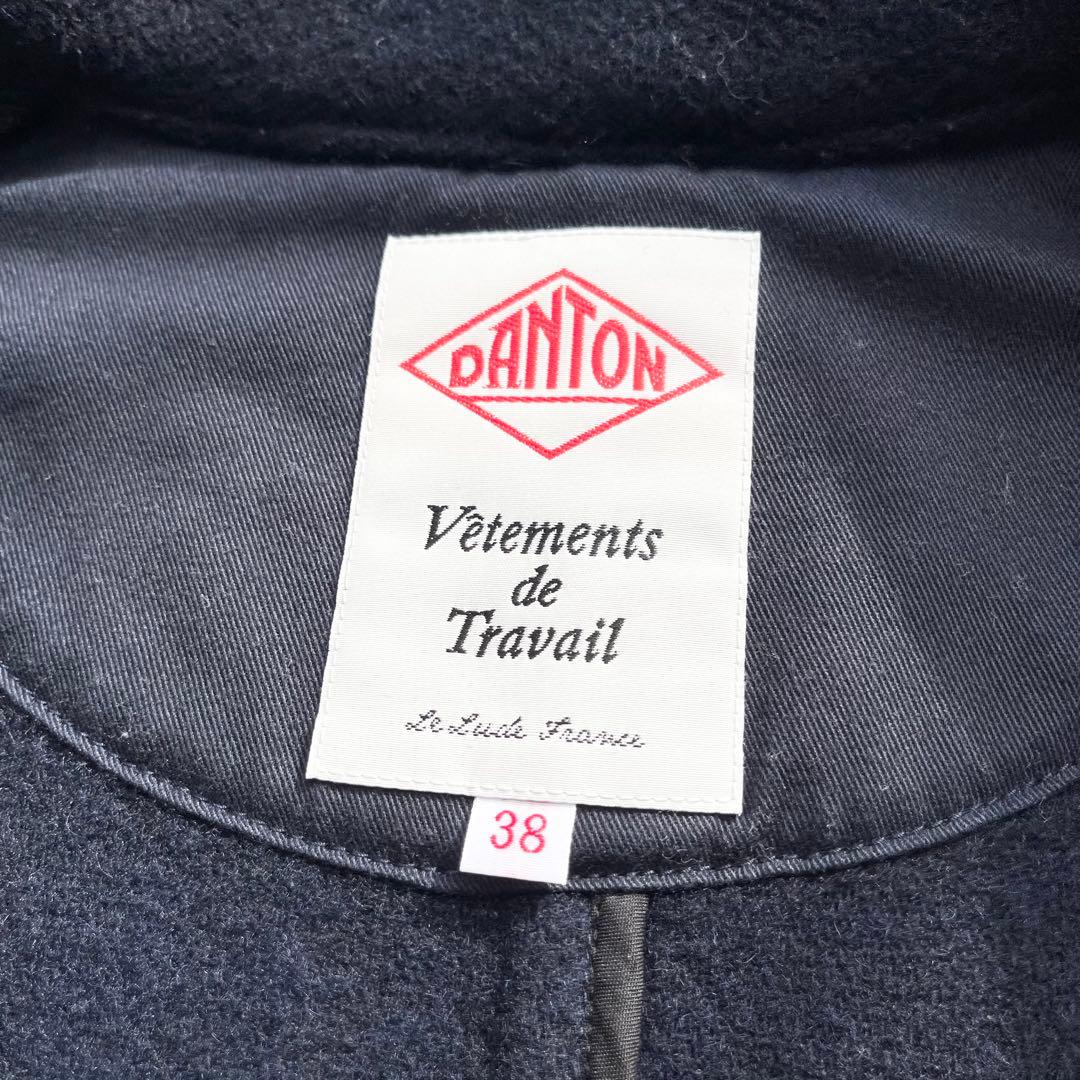 DANTON
Vêtements
de
Travail
Le Lude France
38